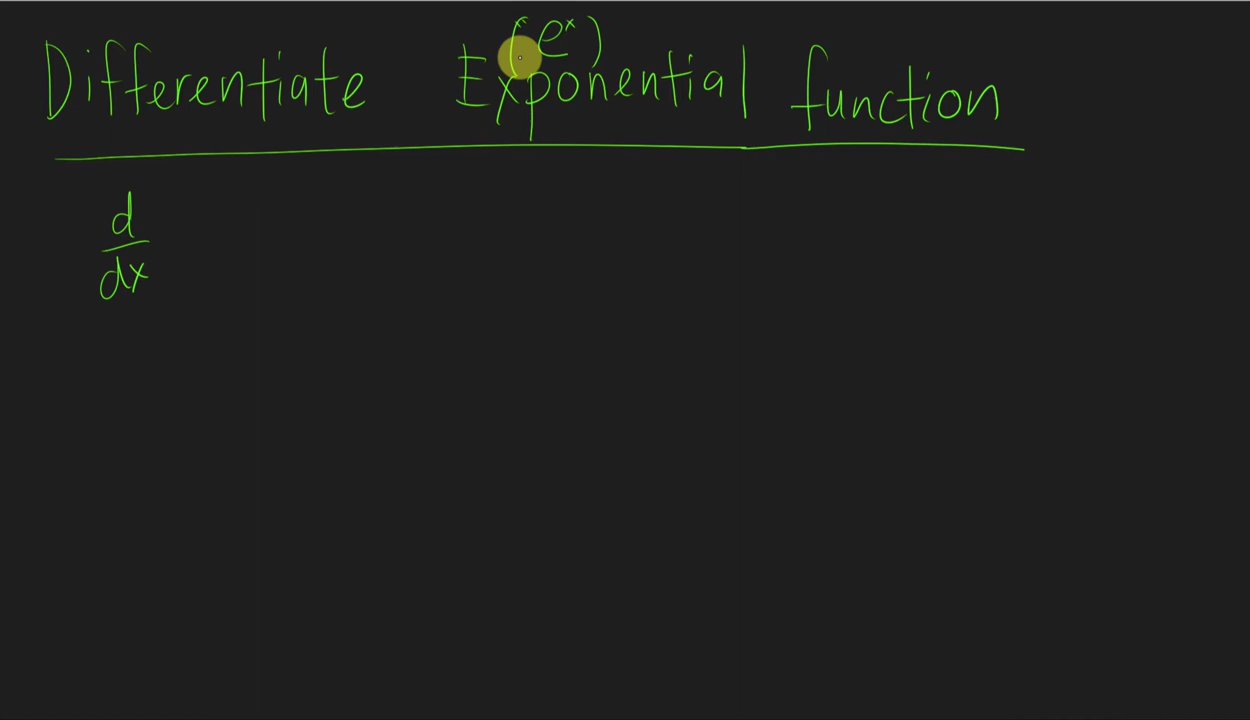 (e^x)
Differentiate Exponential function
d
dx